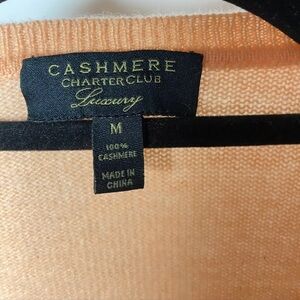 CASHMERE
CHARTER CLUB
Luxury
M
100%
CASHMERE
MADE IN
CHINA